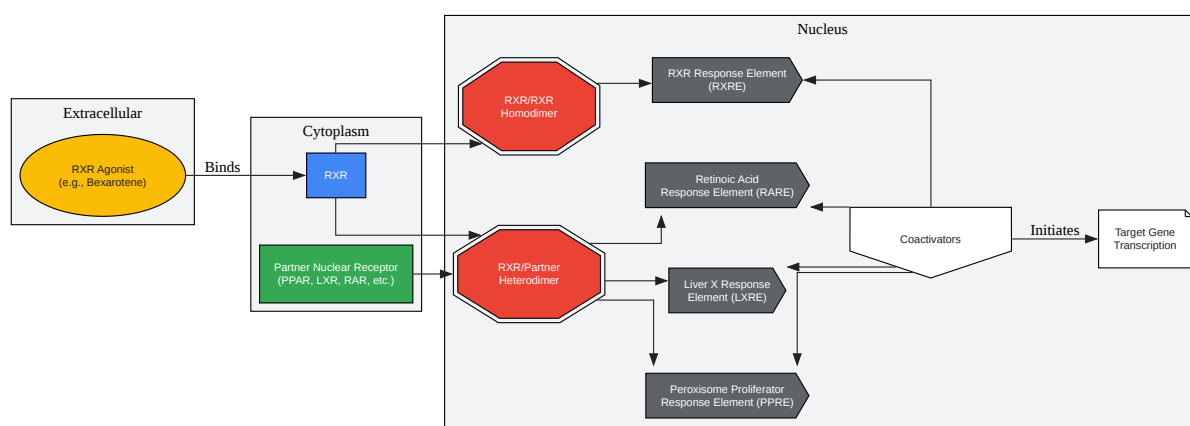 Nucleus
RXR/RXR
Homodimer
RXR Response Element
(RXRE)
Extracellular
RXR Agonist
(e.g., Bexarotene)
Binds
Cytoplasm
RXR
Retinoic Acid
Response Element (RARE)
Coactivators
Initiates
Target Gene
Transcription
Partner Nuclear Receptor
(PPAR, LXR, RAR, etc.)
RXR/Partner
Heterodimer
Liver X Response
Element (LXRE)
Peroxisome Proliferator
Response Element (PPRE)